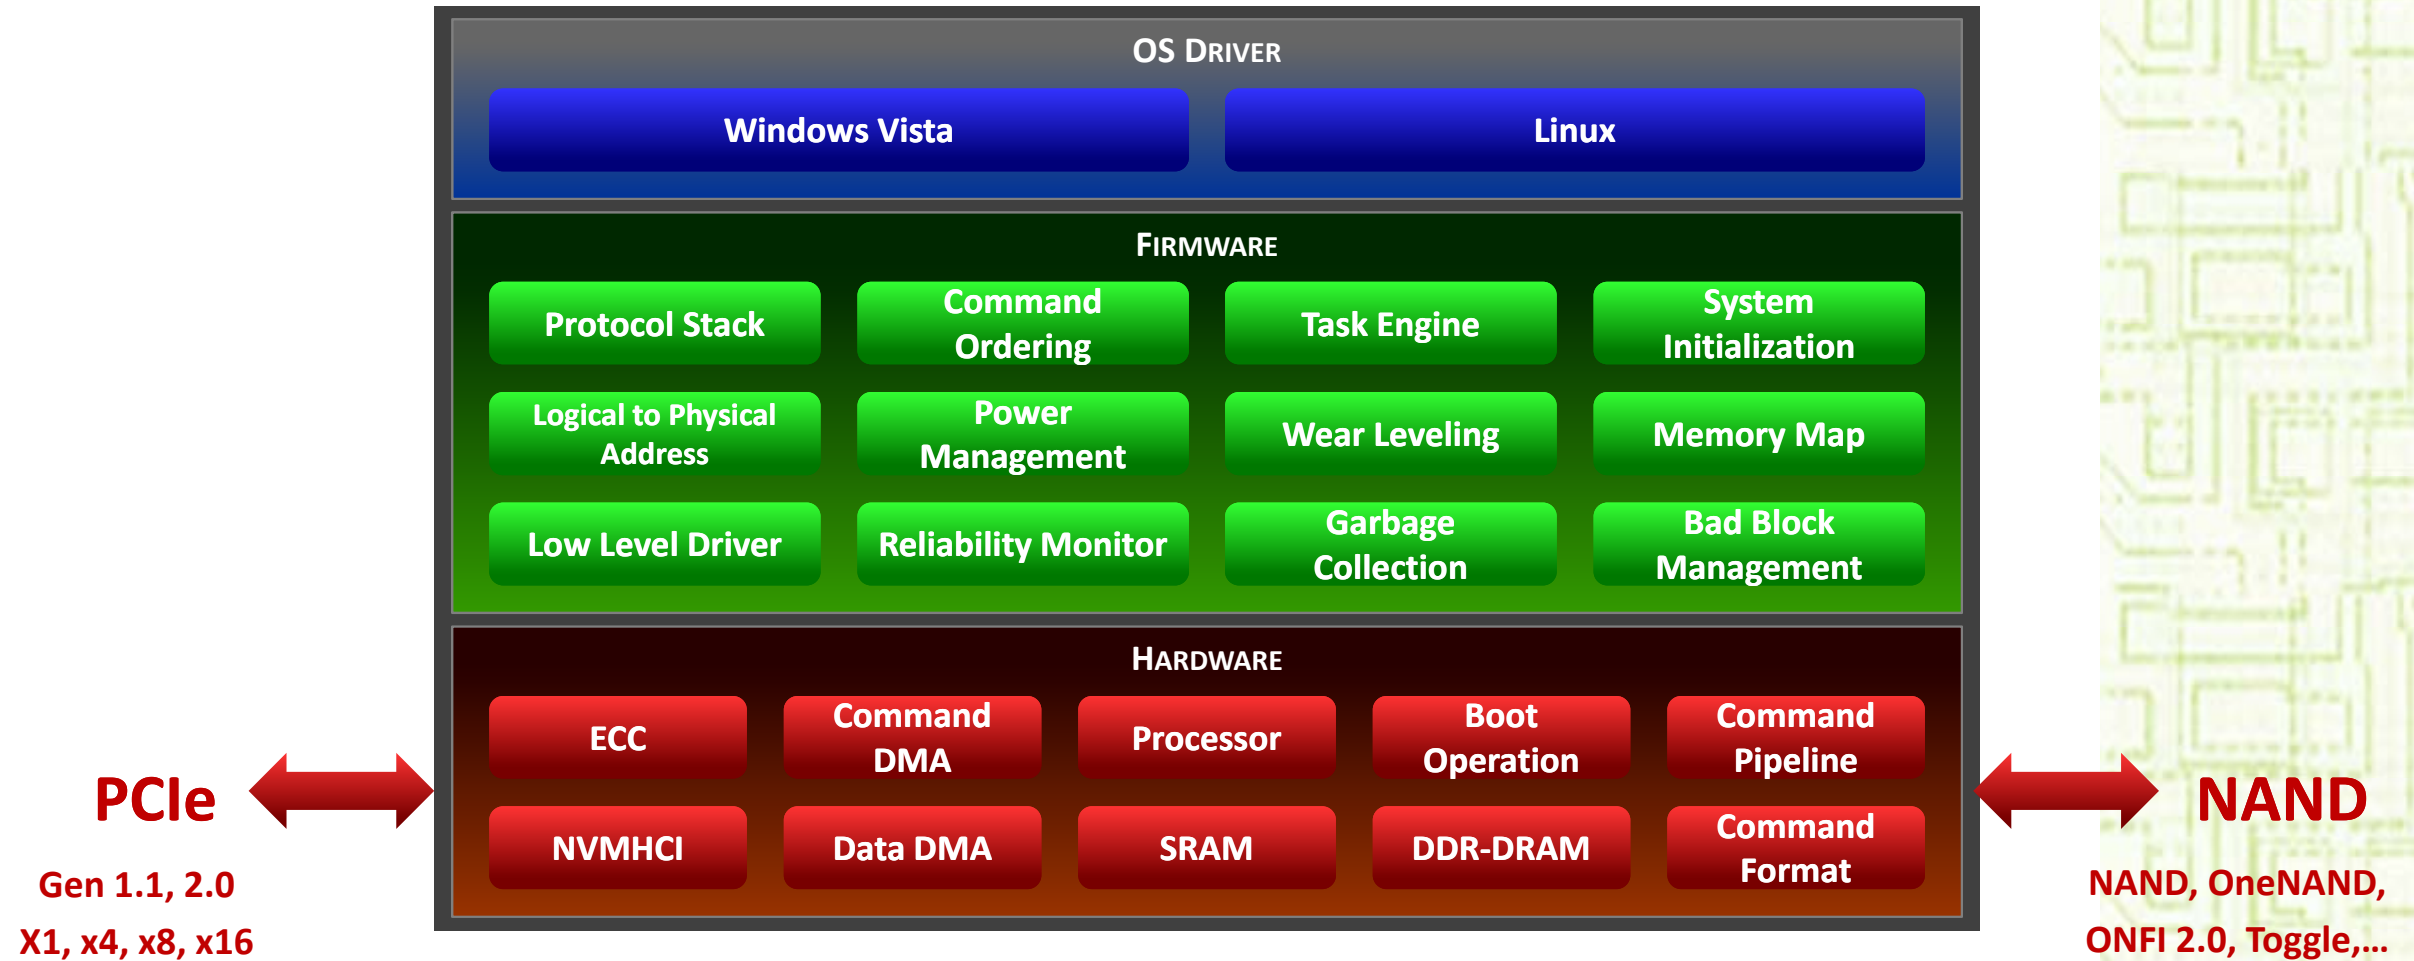 OS DRIVER
Windows Vista
Linux
FIRMWARE
Protocol Stack
Command
Ordering
Task Engine
System
Initialization
Logical to Physical
Address
Power
Management
Wear Leveling
Memory Map
Low Level Driver
Reliability Monitor
Garbage
Collection
Bad Block
Management
HARDWARE
ECC
Command
DMA
Processor
Boot
Operation
Command
Pipeline
NVMHCI
Data DMA
SRAM
DDR-DRAM
Command
Format
PCIe
Gen 1.1, 2.0
X1, x4, x8, x16
NAND
NAND, OneNAND,
ONFI 2.0, Toggle,...